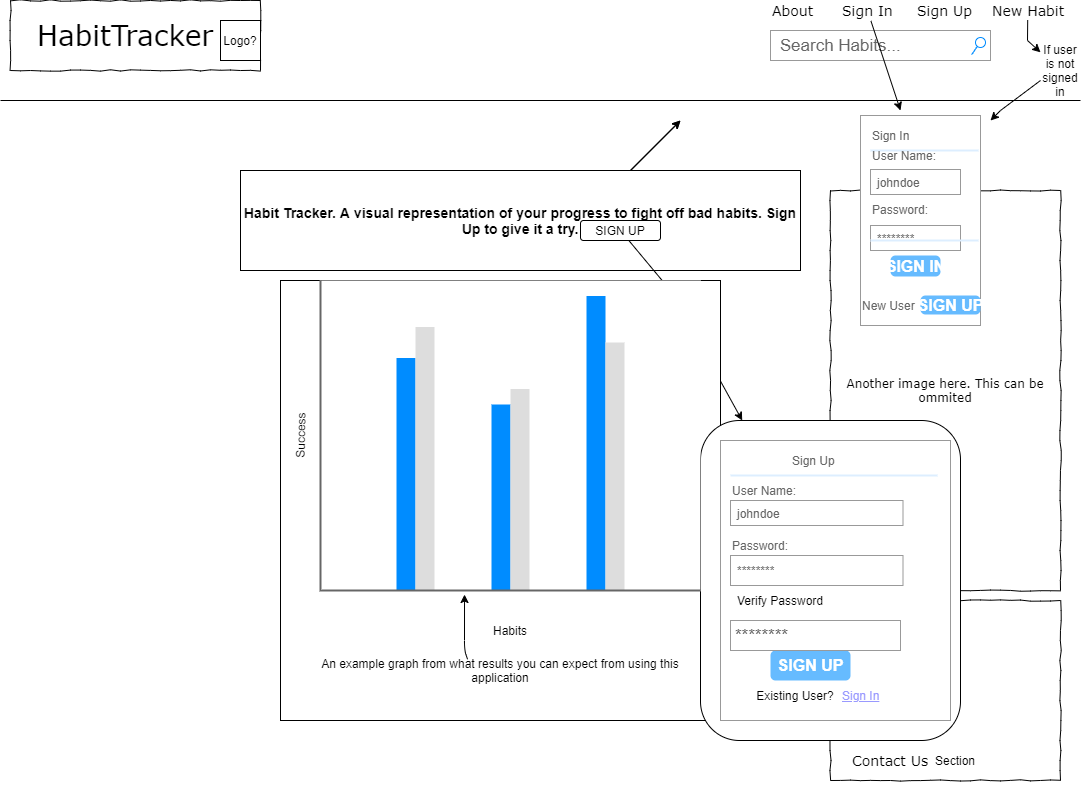 HabitTracker
Logo?
About
Sign In
Sign Up
New Habit
Search Habits...
If user
is not
signed
in
Sign In
User Name:
johndoe
Password:
********
SIGN IN
New User
SIGN UP
Habit Tracker. A visual representation of your progress to fight off bad habits. Sign
Up to give it a try.
SIGN UP
Success
Habits
An example graph from what results you can expect from using this
application
Another image here. This can be
ommited
Sign Up
User Name:
johndoe
Password:
********
Verify Password
********
SIGN UP
Existing User? Sign In
Contact Us Section